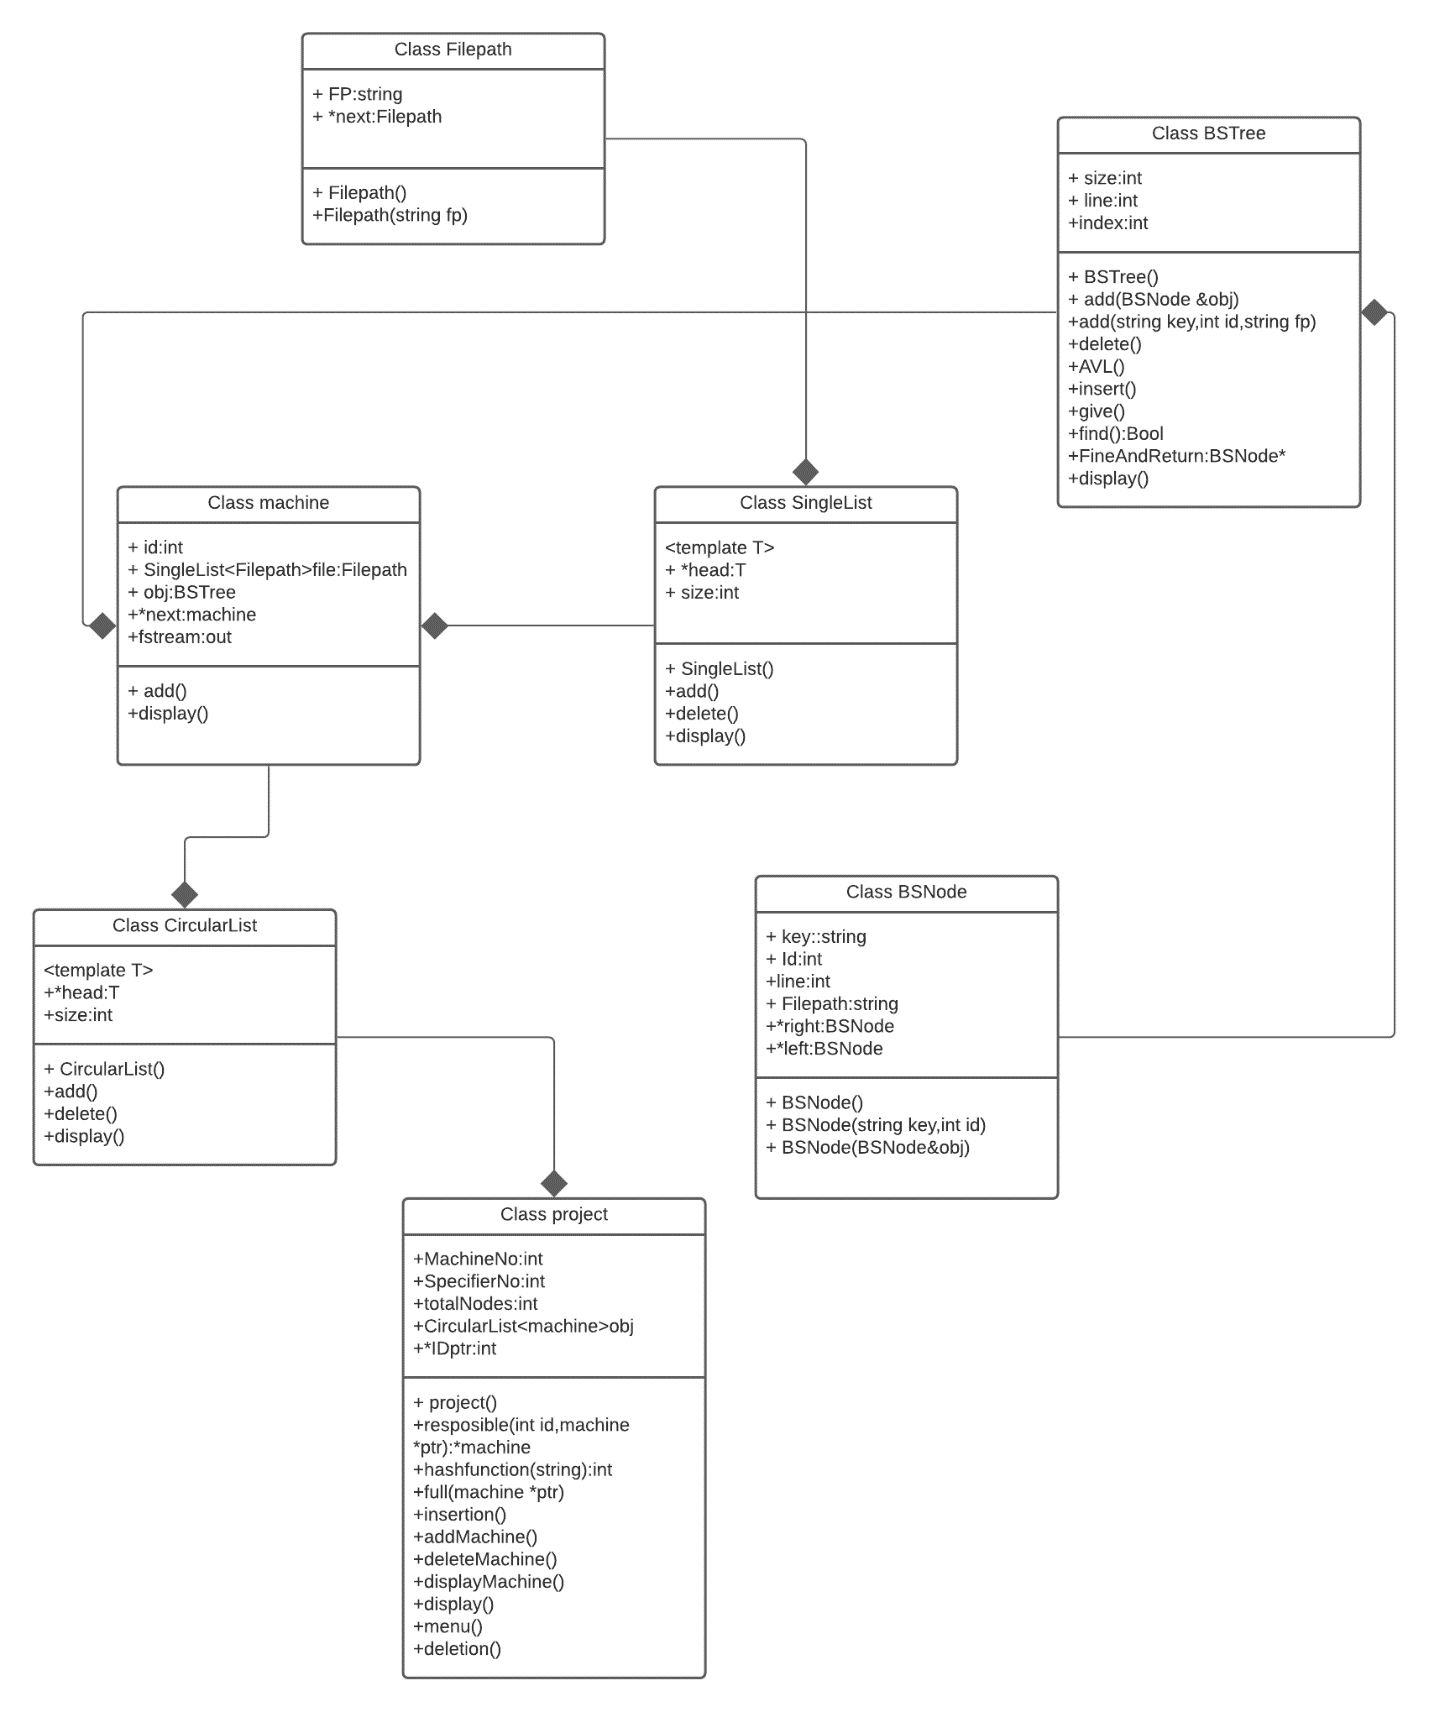 Class Filepath
+ FP:string
+ *next:Filepath
+ Filepath()
+Filepath(string fp)
Class BSTree
+ size:int
+ line:int
+index:int
+ BSTree()
+ add(BSNode &obj)
+add(string key,int id,string fp)
+delete()
+AVL()
+insert()
+give()
+find():Bool
+FineAndReturn:BSNode*
+display()
Class machine
+ id:int
+ SingleList<Filepath>file:Filepath
+ obj:BSTree
+*next:machine
+fstream:out
+ add()
+display()
Class SingleList
<template T>
+ *head:T
+ size:int
+ SingleList()
+add()
+delete()
+display()
Class BSNode
+ key::string
+ Id:int
+line:int
+ Filepath:string
+*right:BSNode
+*left:BSNode
+ BSNode()
+ BSNode(string key,int id)
+ BSNode(BSNode&obj)
Class CircularList
<template T>
+*head:T
+size:int
+ CircularList()
+add()
+delete()
+display()
Class project
+MachineNo:int
+SpecifierNo:int
+totalNodes:int
+CircularList<machine>obj
+*IDptr:int
+ project()
+resposible(int id,machine
*ptr):*machine
+hashfunction(string):int
+full(machine *ptr)
+insertion()
+addMachine()
+deleteMachine()
+displayMachine()
+display()
+menu()
+deletion()